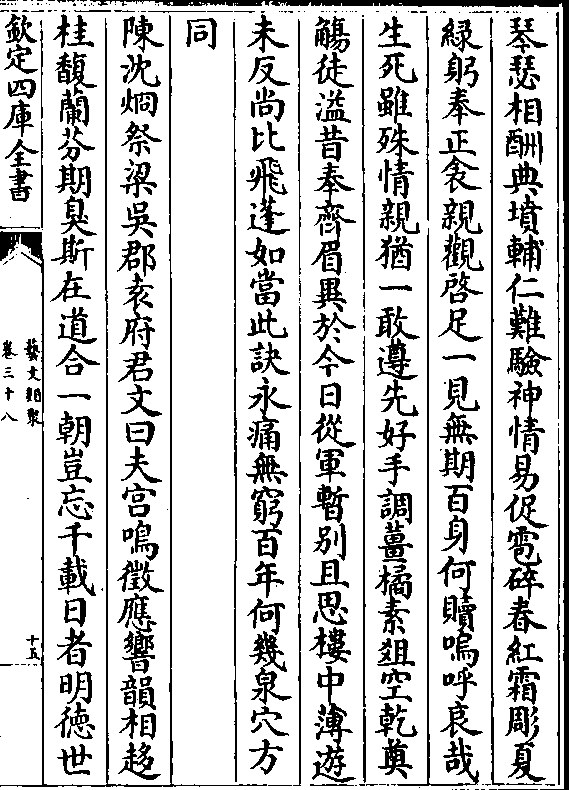 琴瑟相酬典墳輔仁難驗神情易促雹碎春紅霜彫夏
緑躬奉正衾親觀啓足一見無期百身何贖嗚呼哀哉
生死雖殊情親猶一敢遵先好手調薑橘素爼空乾奠
觴徒溢昔奉齊眉異於今日從軍暫别且思樓中薄遊
未反尚比飛蓬如當此訣永痛無窮百年何幾泉穴方
同
陳沈烱祭梁吳郡袁府君文曰夫宫鳴徵應響韻相趍
桂馥蘭芬期臭斯在道合一朝豈忘千載日者明德世
欽定四庫全書
藝文類聚
卷三十八
十五